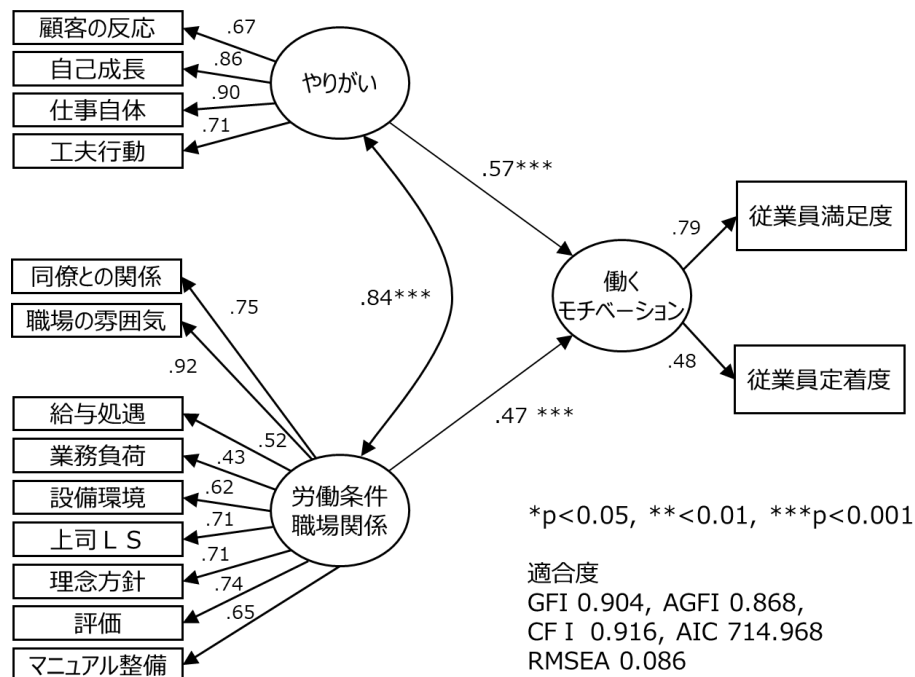 顧客の反応
.67
自己成長
.86
仕事自体
.90
工夫行動
.71
やりがい
.57***
従業員満足度
.79
働く
モチベーション
.84***
同僚との関係
.75
職場の雰囲気
.92
.48
従業員定着度
.47 ***
給与処遇
.52
業務負荷
.43
設備環境
.62
上司ＬＳ
.71
理念方針
.71
評価
.74
マニュアル整備
.65
労働条件
職場関係
*p<0.05, **<0.01, ***p<0.001
適合度
GFI 0.904, AGFI 0.868,
CFＩ 0.916, AIC 714.968
RMSEA 0.086